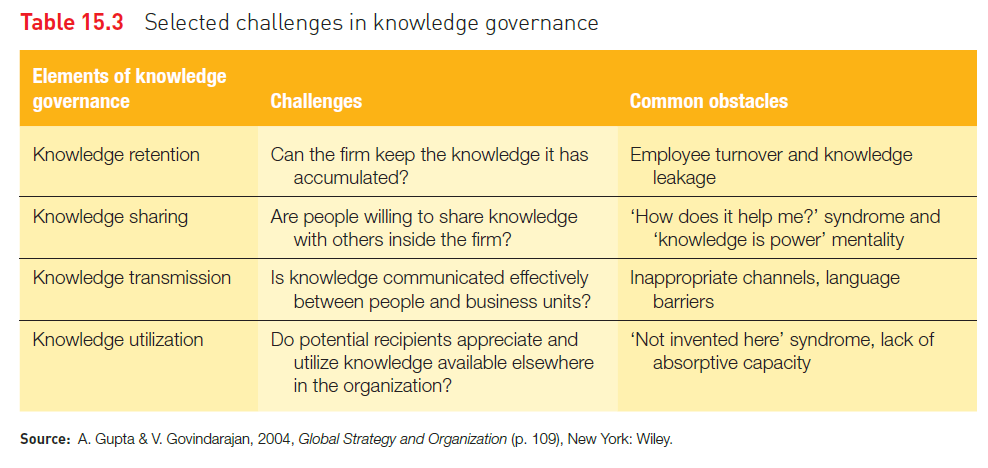 Table 15.3 Selected challenges in knowledge governance
Elements of knowledge
governance
Challenges
Common obstacles
Knowledge retention
Can the firm keep the knowledge it has
accumulated?
Employee turnover and knowledge
leakage
Knowledge sharing
Are people willing to share knowledge
with others inside the firm?
‘How does it help me?’ syndrome and
‘knowledge is power’ mentality
Knowledge transmission
Is knowledge communicated effectively
between people and business units?
Inappropriate channels, language
barriers
Knowledge utilization
Do potential recipients appreciate and
utilize knowledge available elsewhere
in the organization?
‘Not invented here’ syndrome, lack of
absorptive capacity
Source: A. Gupta & V. Govindarajan, 2004, Global Strategy and Organization (p. 109), New York: Wiley.